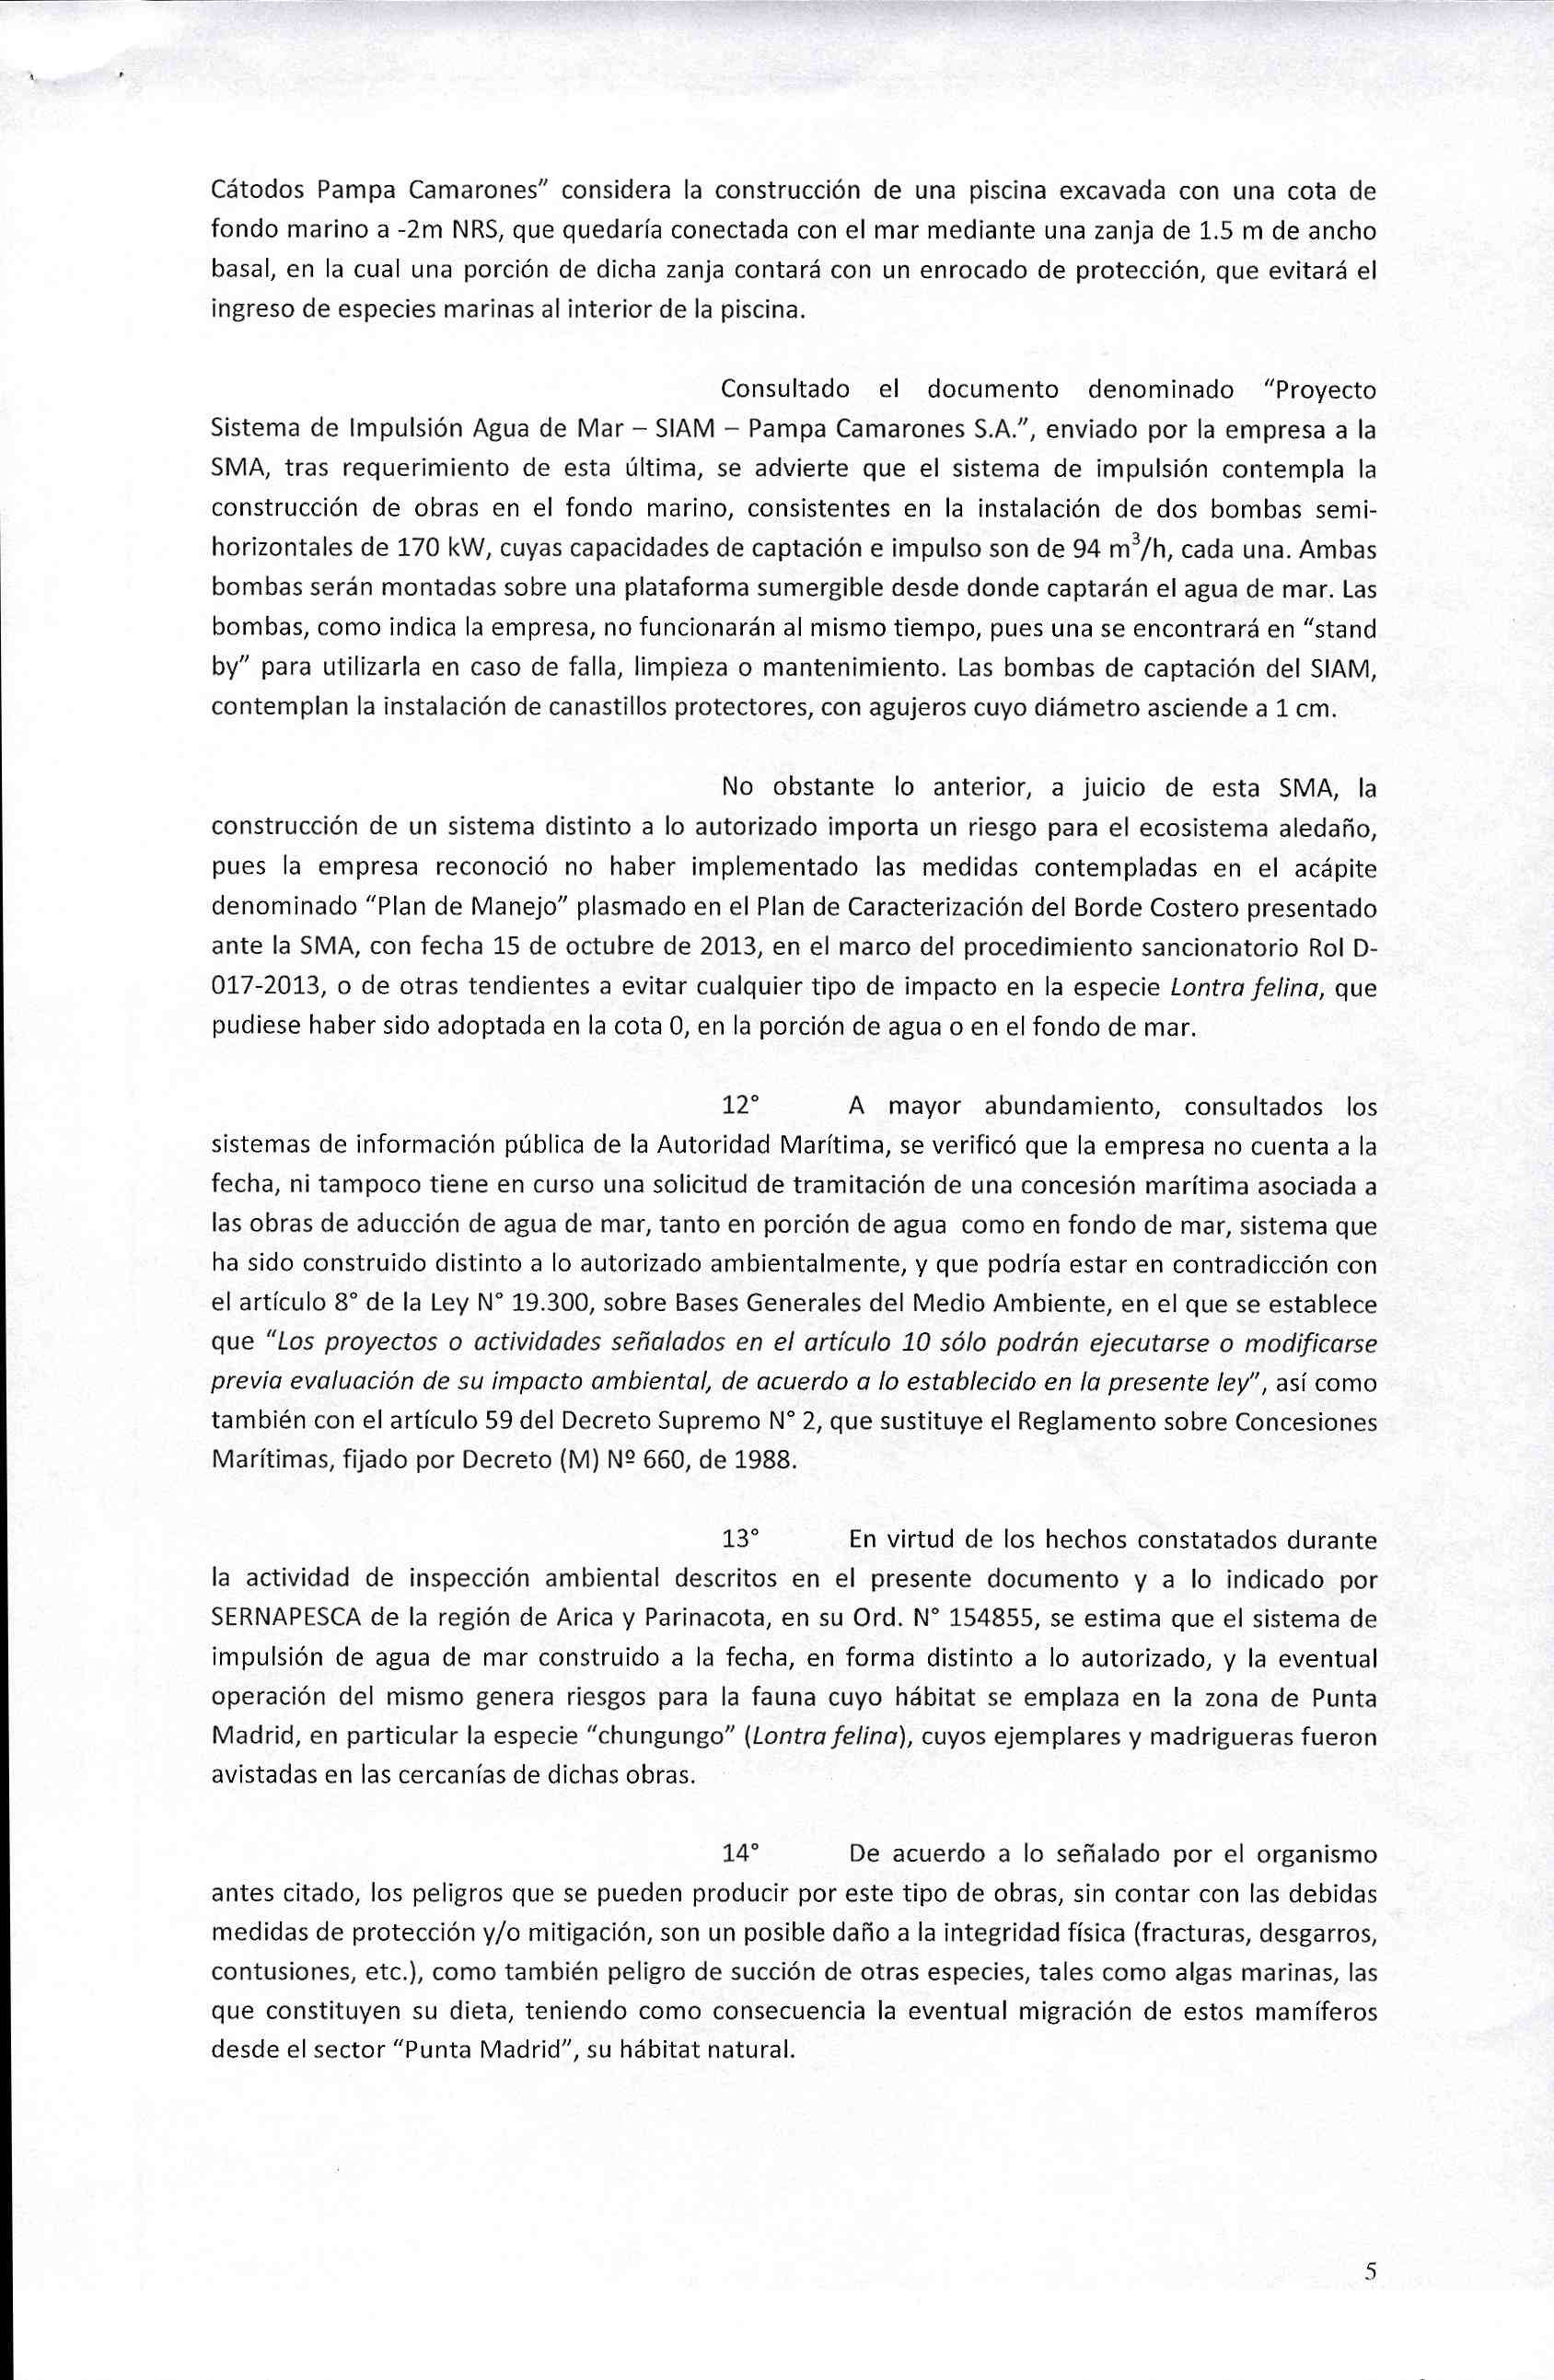 Cátodos Pampa Camarones" considera la construcción de una piscina excavada con una cota de
fondo marino a -2m NRS, que quedaría conectada con el mar mediante una zanja de 1.5 m de ancho
basal, en la cual una porción de dicha zanja contará con un enrocado de protección, que evitará el
ingreso de especies marinas al interior de la piscina.
Consultado el documento denominado "Proyecto
Sistema de Impulsión Agua de Mar – SIAM – Pampa Camarones S.A.", enviado por la empresa a la
SMA, tras requerimiento de esta última, se advierte que el sistema de impulsión contempla la
construcción de obras en el fondo marino, consistentes en la instalación de dos bombas semi-
horizontales de 170 kW, cuyas capacidades de captación e impulso son de 94 m³/h, cada una. Ambas
bombas serán montadas sobre una plataforma sumergible desde donde captarán el agua de mar. Las
bombas, como indica la empresa, no funcionarán al mismo tiempo, pues una se encontrará en "stand
by" para utilizarla en caso de falla, limpieza o mantenimiento. Las bombas de captación del SIAM,
contemplan la instalación de canastillos protectores, con agujeros cuyo diámetro asciende a 1 cm.
No obstante lo anterior, a juicio de esta SMA, la
construcción de un sistema distinto a lo autorizado importa un riesgo para el ecosistema aledaño,
pues la empresa reconoció no haber implementado las medidas contempladas en el acápite
denominado "Plan de Manejo" plasmado en el Plan de Caracterización del Borde Costero presentado
ante la SMA, con fecha 15 de octubre de 2013, en el marco del procedimiento sancionatorio Rol D-
017-2013, o de otras tendientes a evitar cualquier tipo de impacto en la especie Lontra felina, que
pudiese haber sido adoptada en la cota 0, en la porción de agua o en el fondo de mar.
12° A mayor abundamiento, consultados los
sistemas de información pública de la Autoridad Marítima, se verificó que la empresa no cuenta a la
fecha, ni tampoco tiene en curso una solicitud de tramitación de una concesión marítima asociada a
las obras de aducción de agua de mar, tanto en porción de agua como en fondo de mar, sistema que
ha sido construido distinto a lo autorizado ambientalmente, y que podría estar en contradicción con
el artículo 8° de la Ley N° 19.300, sobre Bases Generales del Medio Ambiente, en el que se establece
que "Los proyectos o actividades señalados en el artículo 10 sólo podrán ejecutarse o modificarse
previa evaluación de su impacto ambiental, de acuerdo a lo establecido en la presente ley", así como
también con el artículo 59 del Decreto Supremo N° 2, que sustituye el Reglamento sobre Concesiones
Marítimas, fijado por Decreto (M) Nº 660, de 1988.
13° En virtud de los hechos constatados durante
la actividad de inspección ambiental descritos en el presente documento y a lo indicado por
SERNAPESCA de la región de Arica y Parinacota, en su Ord. N° 154855, se estima que el sistema de
impulsión de agua de mar construido a la fecha, en forma distinto a lo autorizado, y la eventual
operación del mismo genera riesgos para la fauna cuyo hábitat se emplaza en la zona de Punta
Madrid, en particular la especie "chungungo" (Lontra felina), cuyos ejemplares y madrigueras fueron
avistadas en las cercanías de dichas obras.
14° De acuerdo a lo señalado por el organismo
antes citado, los peligros que se pueden producir por este tipo de obras, sin contar con las debidas
medidas de protección y/o mitigación, son un posible daño a la integridad física (fracturas, desgarros,
contusiones, etc.), como también peligro de succión de otras especies, tales como algas marinas, las
que constituyen su dieta, teniendo como consecuencia la eventual migración de estos mamíferos
desde el sector "Punta Madrid", su hábitat natural.
5